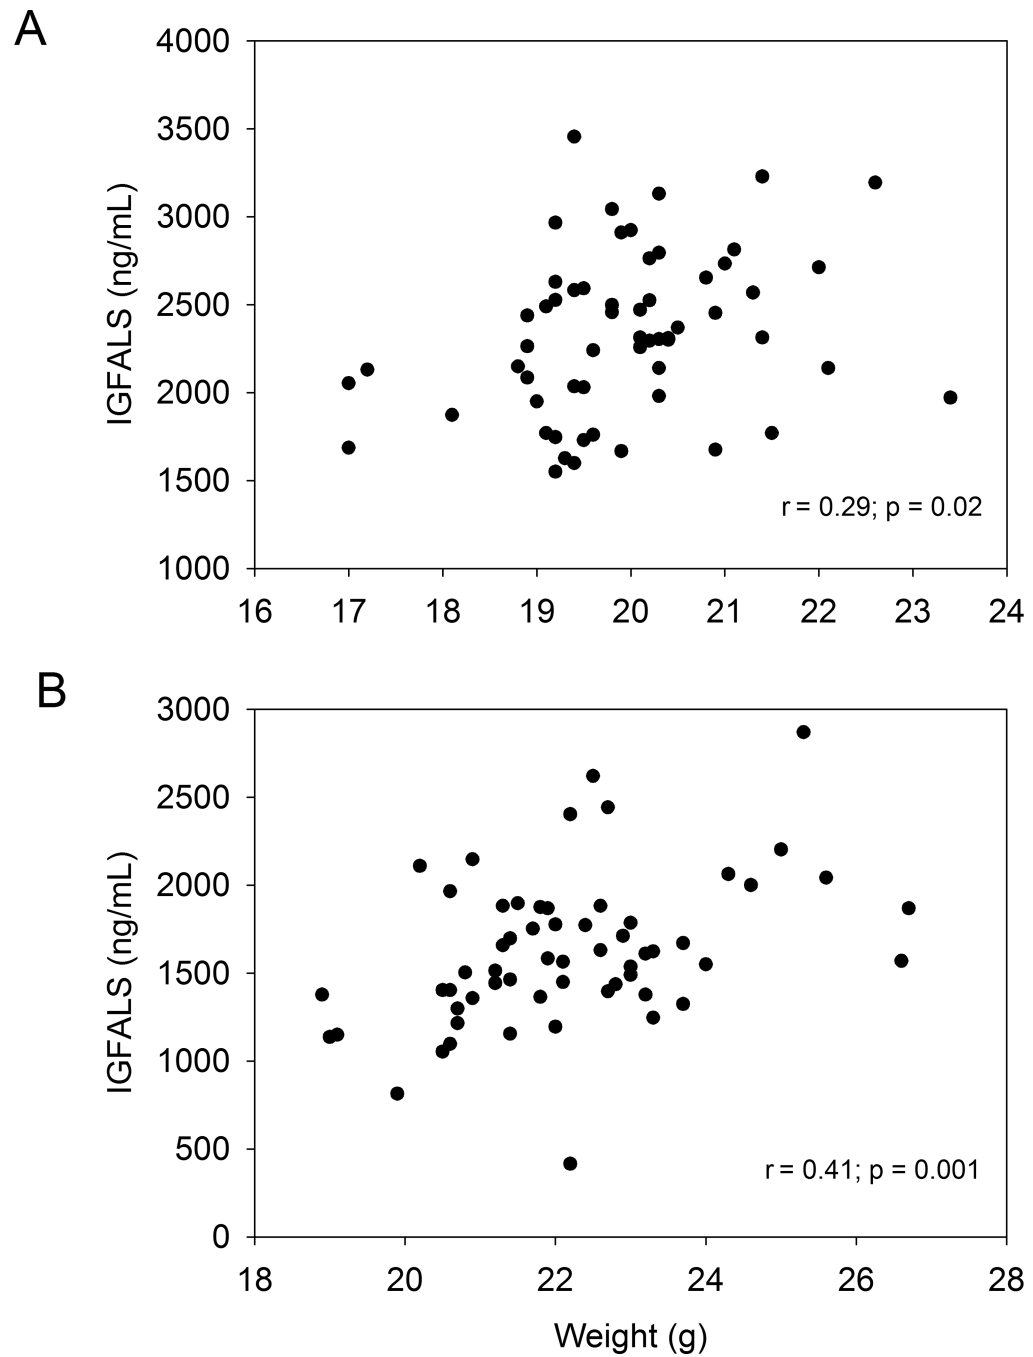 A
4000
3500
3000
2500
2000
1500
1000
IGFALS (ng/mL)
r = 0.29; p = 0.02
16 17 18 19 20 21 22 23 24
B
3000
2500
2000
1500
1000
500
0
IGFALS (ng/mL)
r = 0.41; p = 0.001
18 20 22 24 26 28
Weight (g)